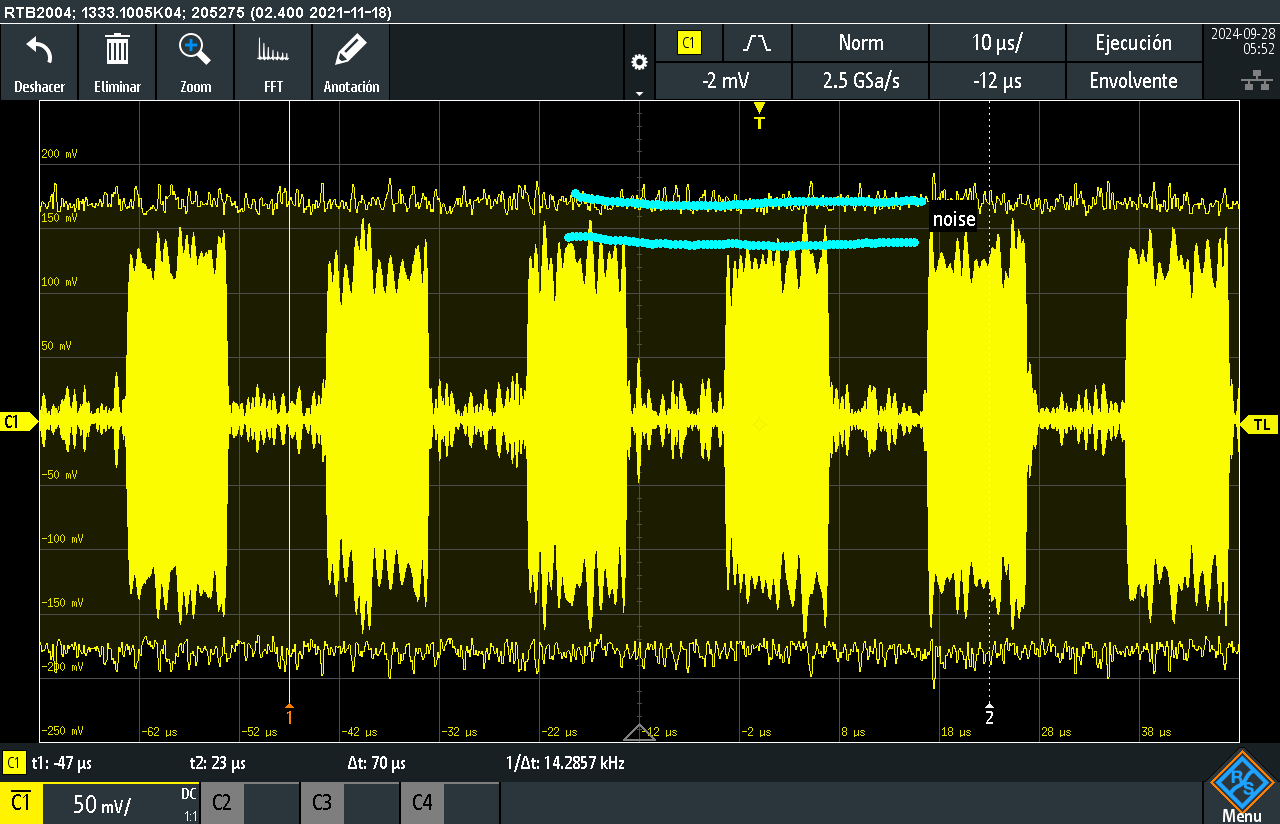 RTB2004; 1333.1005K04; 205275 (02.400 2021-11-18)
Deshacer
Eliminar
Zoom
FFT
Anotación
C1
Norm
10 µs/
Ejecución
2024-09-28
05:52
-2 mV
2.5 GSa/s
-12 µs
Envolvente
T
200 mV
150 mV
noise
100 mV
50 mV
C1
TL
-50 mV
-100 mV
-150 mV
-200 mV
1
2
-250 mV
-62 µs
-52 µs
-42 µs
-32 µs
-22 µs
-12 µs
-2 µs
8 µs
18 µs
28 µs
38 µs
C1
t1: -47 µs
t2: 23 µs
Δt: 70 µs
1/Δt: 14.2857 kHz
C1
50 mV/
DC
1:1
C2
C3
C4
R S
Menu